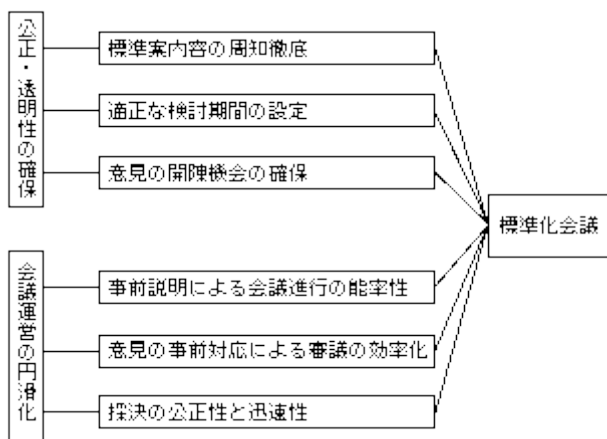 公正・透明性の確保
標準案内容の周知徹底
適正な検討期間の設定
意見の開陳機会の確保
会議運営の円滑化
事前説明による会議進行の能率性
意見の事前対応による審議の効率化
採決の公正性と迅速性
標準化会議